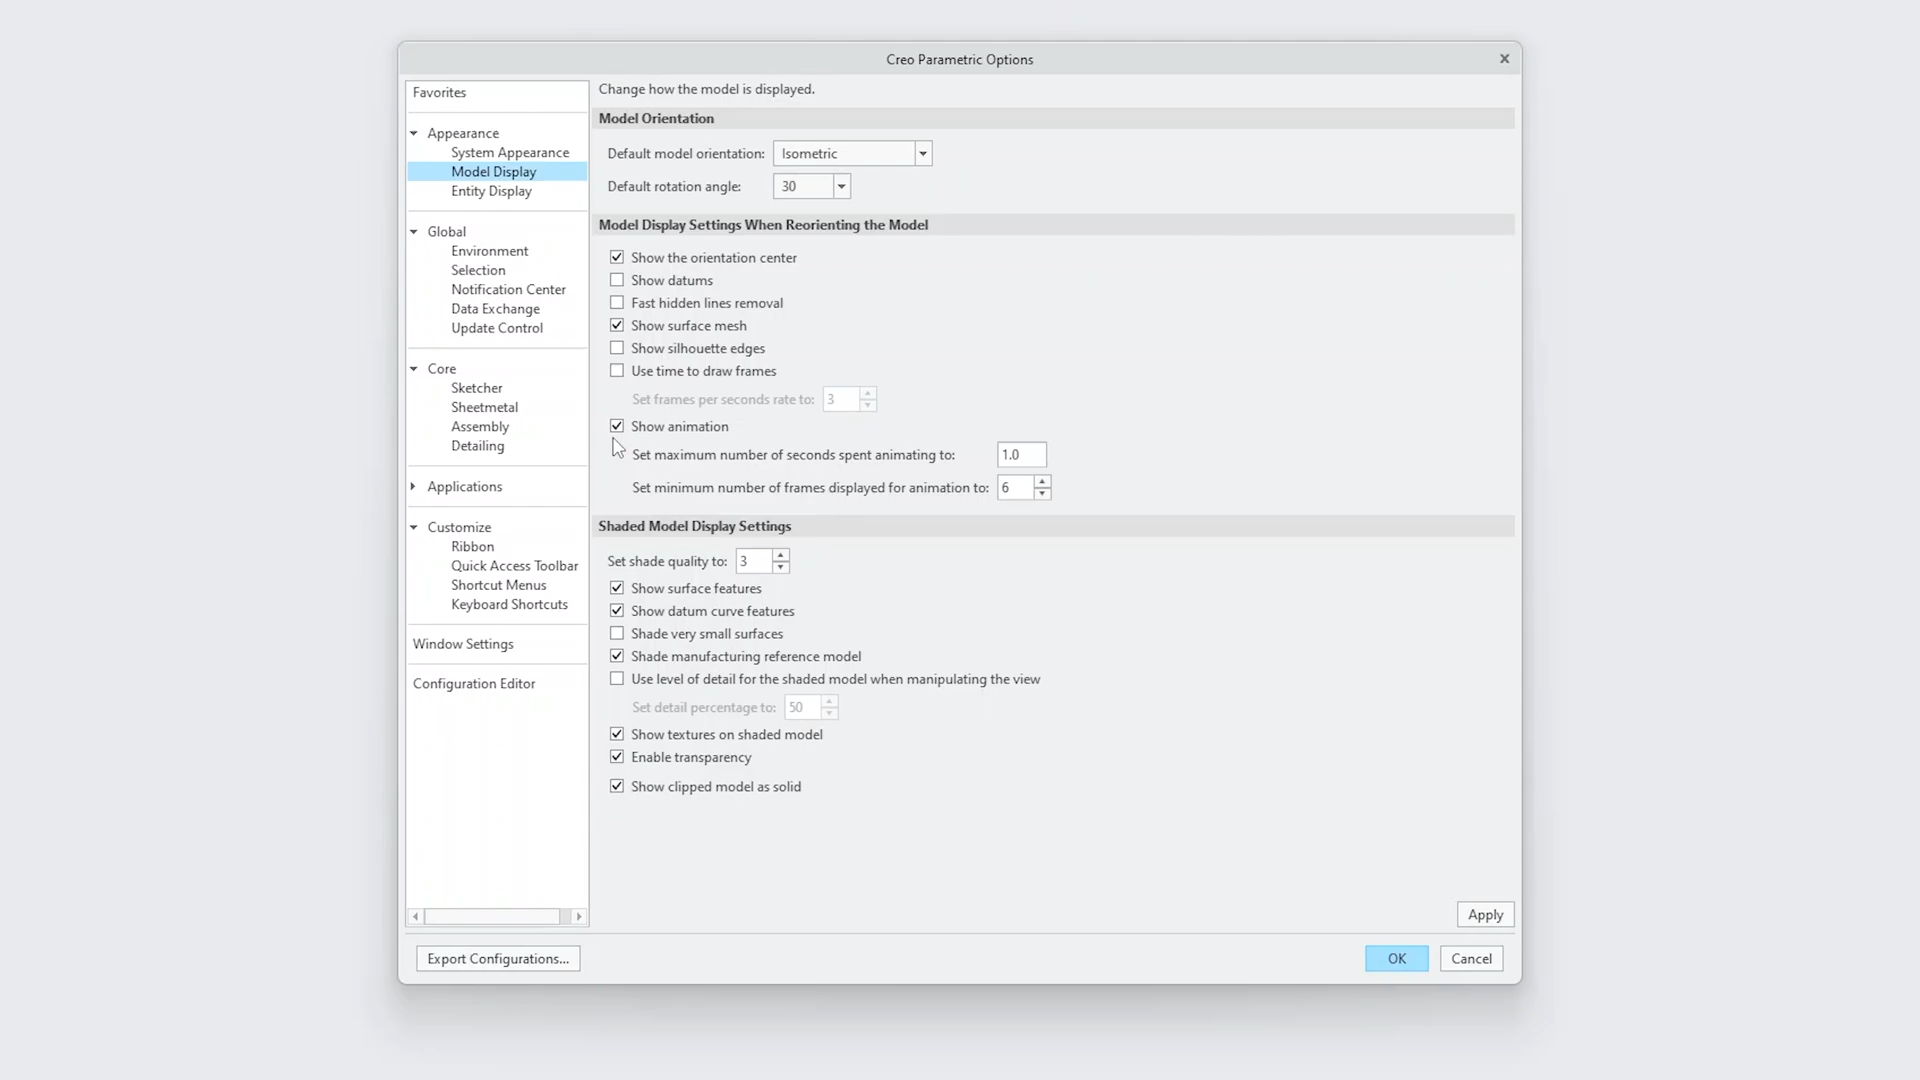 Creo Parametric Options
Favorites
Appearance
System Appearance
Model Display
Entity Display
Global
Environment
Selection
Notification Center
Data Exchange
Update Control
Core
Sketcher
Sheetmetal
Assembly
Detailing
Applications
Customize
Ribbon
Quick Access Toolbar
Shortcut Menus
Keyboard Shortcuts
Window Settings
Configuration Editor
Change how the model is displayed.
Model Orientation
Default model orientation: Isometric
Default rotation angle: 30
Model Display Settings When Reorienting the Model
Show the orientation center
Show datums
Fast hidden lines removal
Show surface mesh
Show silhouette edges
Use time to draw frames
Set frames per seconds rate to: 3
Show animation
Set maximum number of seconds spent animating to: 1.0
Set minimum number of frames displayed for animation to: 6
Shaded Model Display Settings
Set shade quality to: 3
Show surface features
Show datum curve features
Shade very small surfaces
Shade manufacturing reference model
Use level of detail for the shaded model when manipulating the view
Set detail percentage to: 50
Show textures on shaded model
Enable transparency
Show clipped model as solid
Apply
Export Configurations...
OK
Cancel